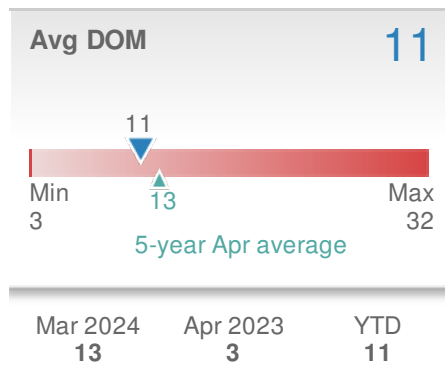 Avg DOM 11
11
Min Max
3 13 32
5-year Apr average
Mar 2024 Apr 2023 YTD
13 3 11